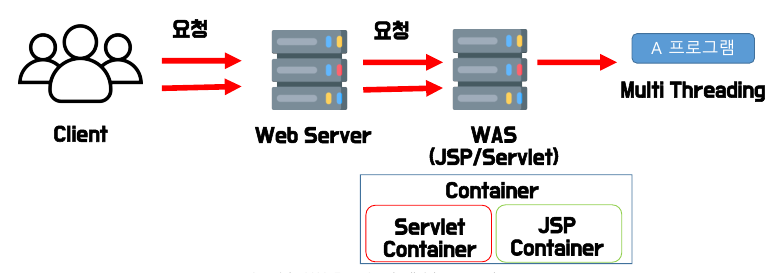 요청
요청
A 프로그램
Multi Threading
Client
Web Server
WAS
(JSP/Servlet)
Container
Servlet
Container
JSP
Container